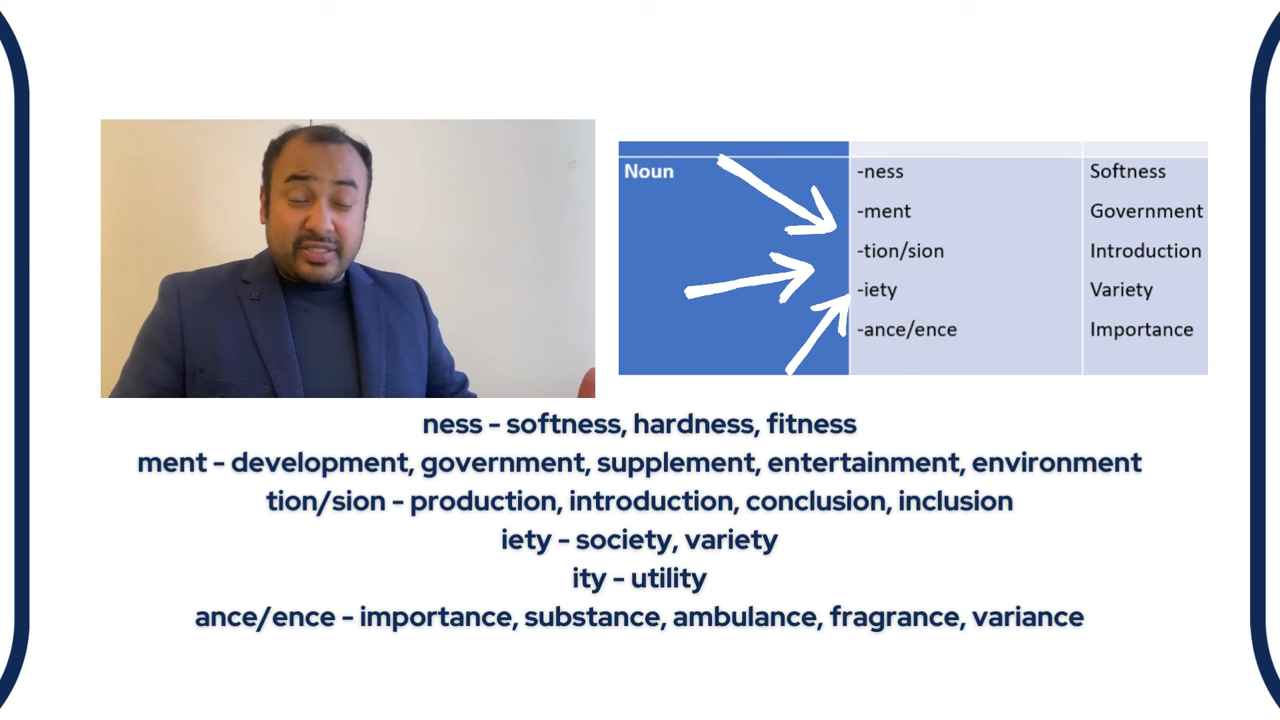 Noun
-ness Softness
-ment Government
-tion/sion Introduction
-iety Variety
-ance/ence Importance
ness - softness, hardness, fitness
ment - development, government, supplement, entertainment, environment
tion/sion - production, introduction, conclusion, inclusion
iety - society, variety
ity - utility
ance/ence - importance, substance, ambulance, fragrance, variance